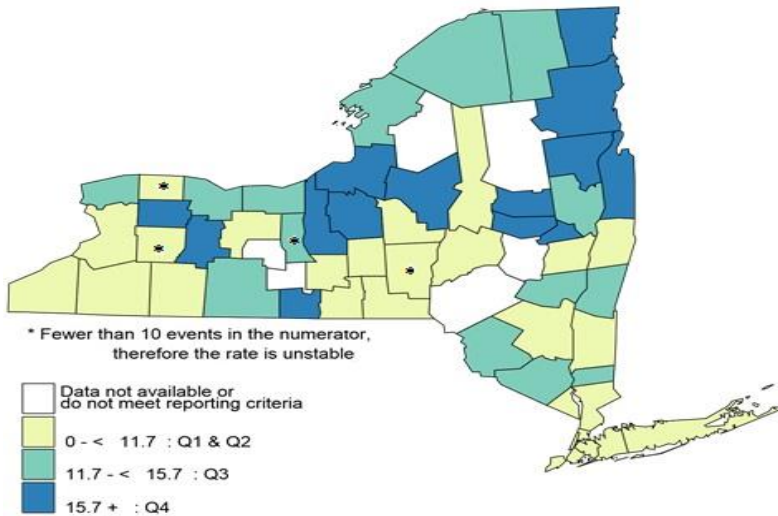 *
*
*
*
* Fewer than 10 events in the numerator,
therefore the rate is unstable
Data not available or
do not meet reporting criteria
0 - < 11.7 : Q1 & Q2
11.7 - < 15.7 : Q3
15.7 + : Q4